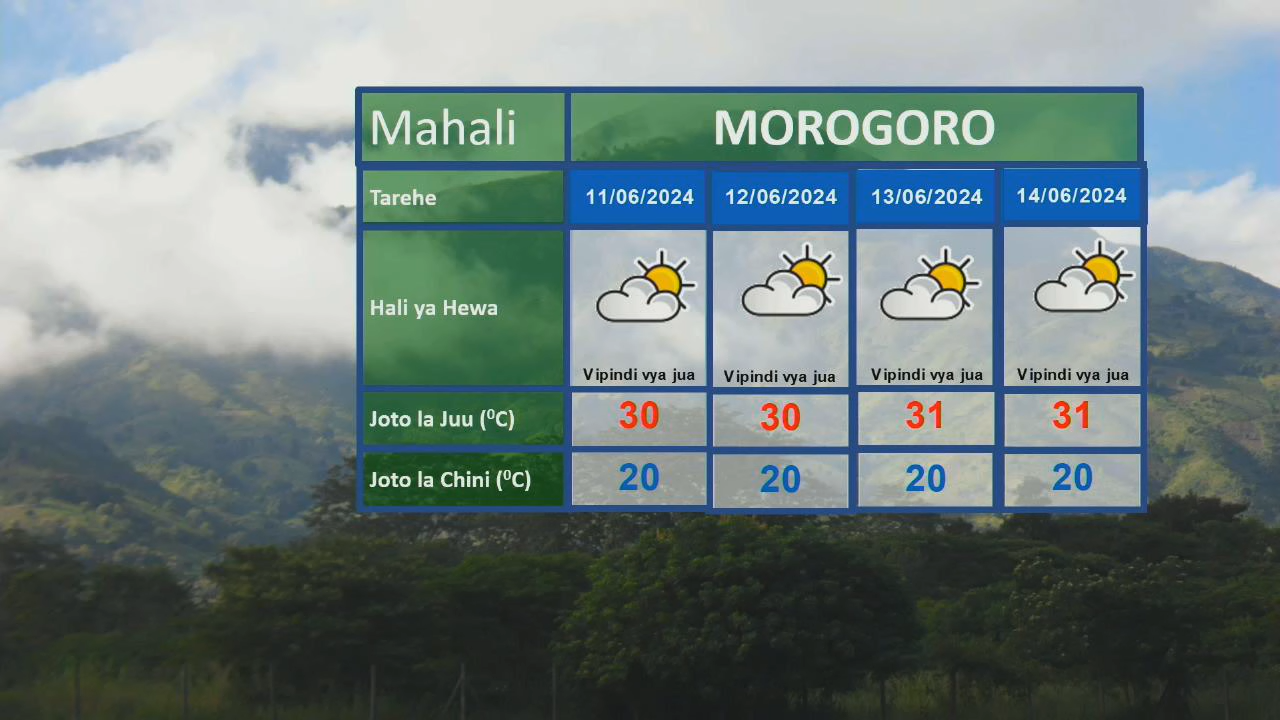 Mahali MOROGORO
Tarehe 11/06/2024 12/06/2024 13/06/2024 14/06/2024
Hali ya Hewa
Vipindi vya jua Vipindi vya jua Vipindi vya jua Vipindi vya jua
Joto la Juu (⁰C) 30 30 31 31
Joto la Chini (⁰C) 20 20 20 20